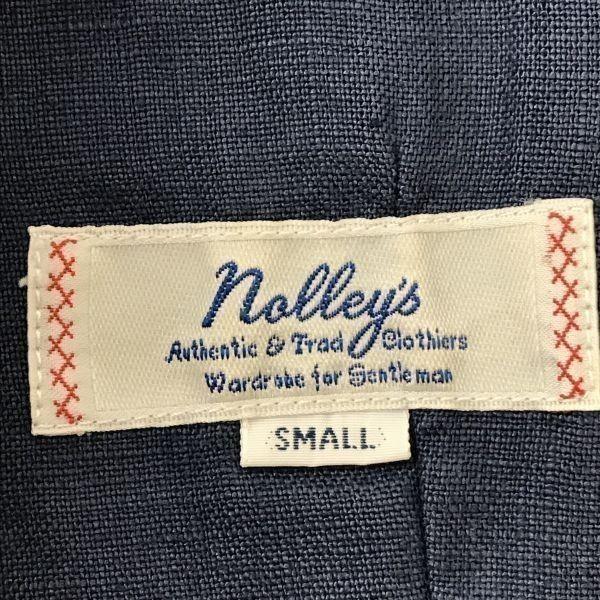 Nolley's
Authentic & Trad Clothiers
Wardrobe for Gentleman
SMALL